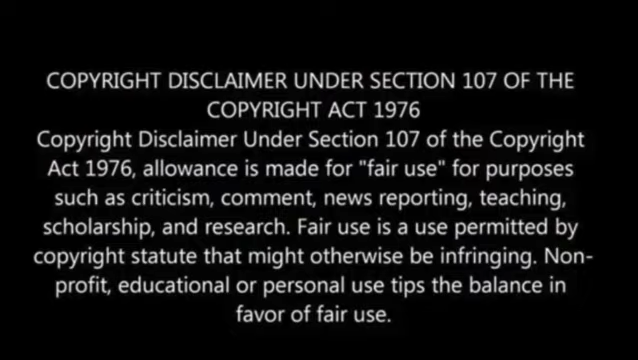 COPYRIGHT DISCLAIMER UNDER SECTION 107 OF THE
COPYRIGHT ACT 1976
Copyright Disclaimer Under Section 107 of the Copyright
Act 1976, allowance is made for "fair use" for purposes
such as criticism, comment, news reporting, teaching,
scholarship, and research. Fair use is a use permitted by
copyright statute that might otherwise be infringing. Non-
profit, educational or personal use tips the balance in
favor of fair use.